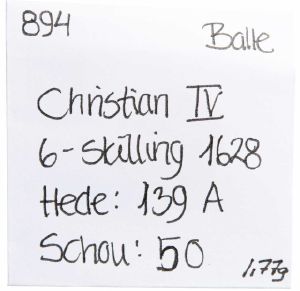 894 Balle
Christian IV
6-skilling 1628
Hede: 139 A
Schou: 50
1,77g